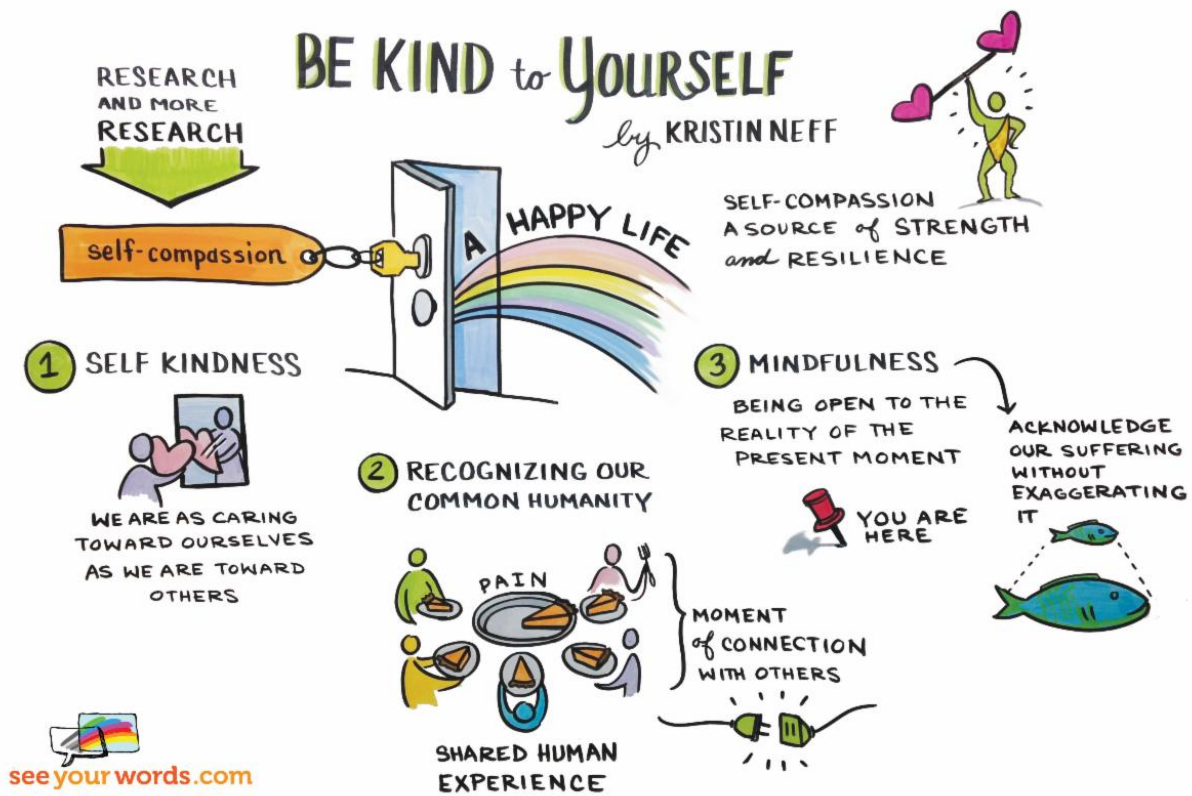 BE KIND to YOURSELF
by KRISTIN NEFF
RESEARCH
AND MORE
RESEARCH
self-compassion
A HAPPY LIFE
SELF-COMPASSION
A SOURCE of STRENGTH
and RESILIENCE
1 SELF KINDNESS
WE ARE AS CARING
TOWARD OURSELVES
AS WE ARE TOWARD
OTHERS
2 RECOGNIZING OUR
COMMON HUMANITY
PAIN
MOMENT
of CONNECTION
WITH OTHERS
SHARED HUMAN
EXPERIENCE
3 MINDFULNESS
BEING OPEN TO THE
REALITY OF THE
PRESENT MOMENT
YOU ARE
HERE
ACKNOWLEDGE
OUR SUFFERING
WITHOUT
EXAGGERATING
IT
seeyourwords.com